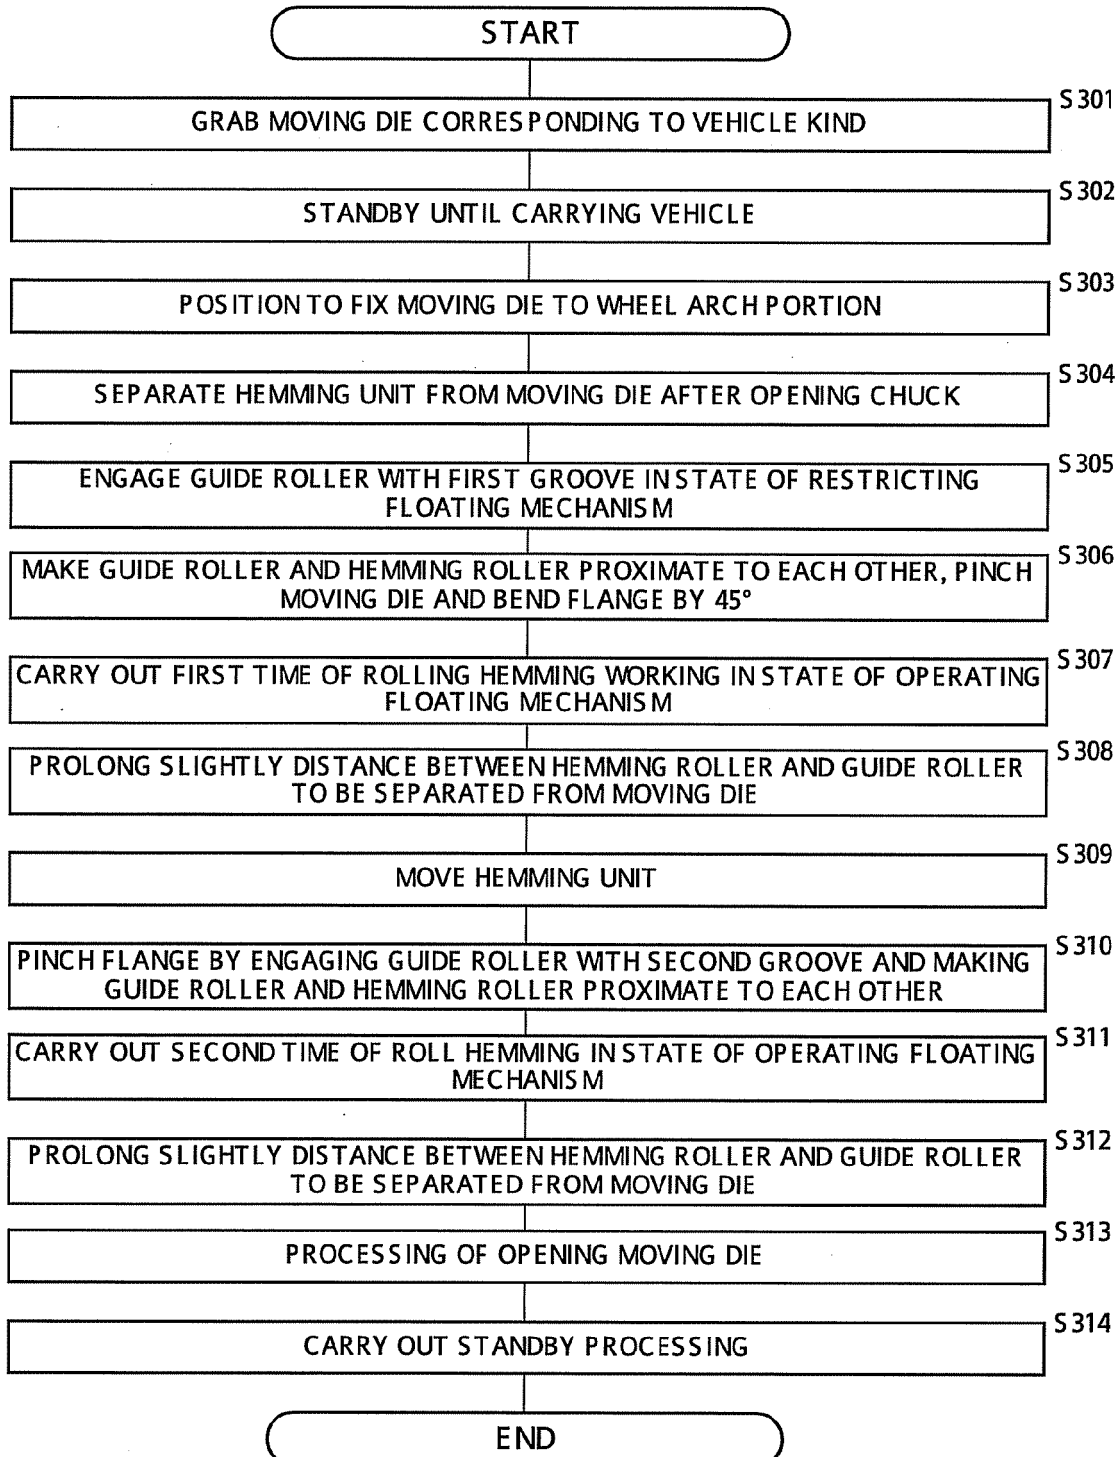 START
S301
GRAB MOVING DIE CORRESPONDING TO VEHICLE KIND
S302
STANDBY UNTIL CARRYING VEHICLE
S303
POSITION TO FIX MOVING DIE TO WHEEL ARCH PORTION
S304
SEPARATE HEMMING UNIT FROM MOVING DIE AFTER OPENING CHUCK
S305
ENGAGE GUIDE ROLLER WITH FIRST GROOVE IN STATE OF RESTRICTING
FLOATING MECHANISM
S306
MAKE GUIDE ROLLER AND HEMMING ROLLER PROXIMATE TO EACH OTHER, PINCH
MOVING DIE AND BEND FLANGE BY 45°
S307
CARRY OUT FIRST TIME OF ROLLING HEMMING WORKING IN STATE OF OPERATING
FLOATING MECHANISM
S308
PROLONG SLIGHTLY DISTANCE BETWEEN HEMMING ROLLER AND GUIDE ROLLER
TO BE SEPARATED FROM MOVING DIE
S309
MOVE HEMMING UNIT
S310
PINCH FLANGE BY ENGAGING GUIDE ROLLER WITH SECOND GROOVE AND MAKING
GUIDE ROLLER AND HEMMING ROLLER PROXIMATE TO EACH OTHER
S311
CARRY OUT SECOND TIME OF ROLL HEMMING IN STATE OF OPERATING FLOATING
MECHANISM
S312
PROLONG SLIGHTLY DISTANCE BETWEEN HEMMING ROLLER AND GUIDE ROLLER
TO BE SEPARATED FROM MOVING DIE
S313
PROCESSING OF OPENING MOVING DIE
S314
CARRY OUT STANDBY PROCESSING
END